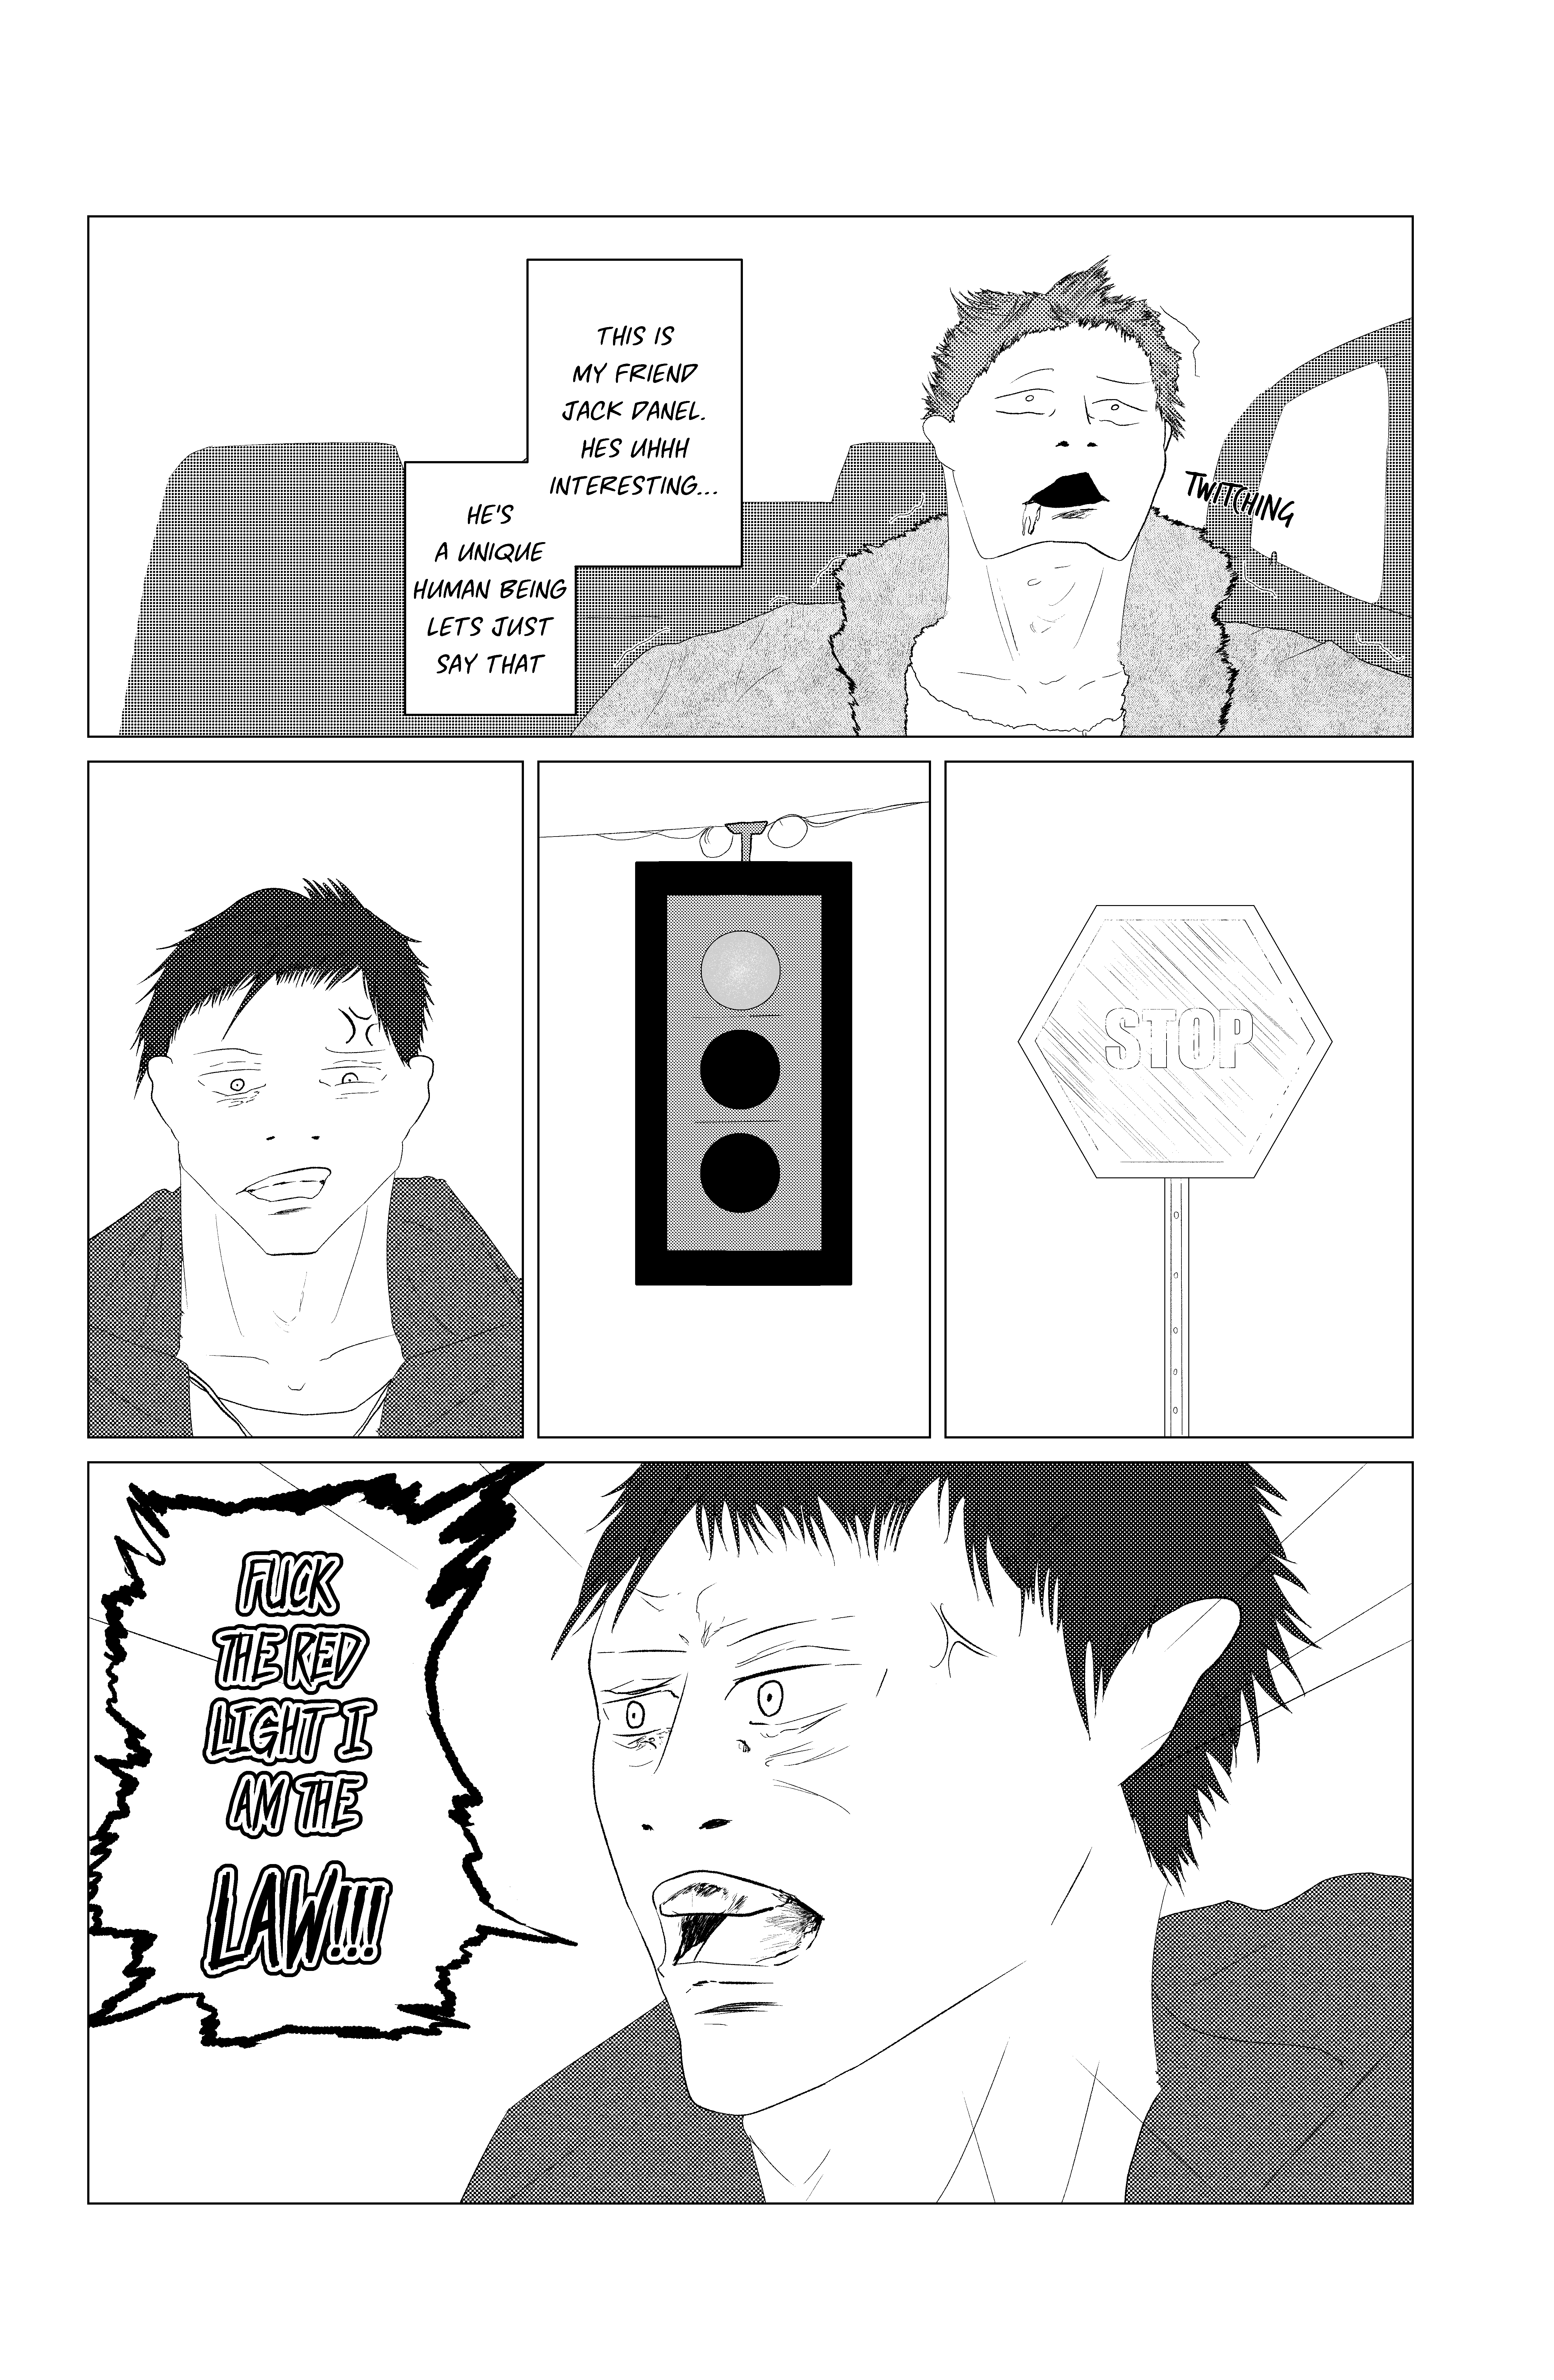 THIS IS
MY FRIEND
JACK DANEL.
HES UHHH
INTERESTING...
HE'S
A UNIQUE
HUMAN BEING
LETS JUST
SAY THAT
TWITCHING
STOP
FUCK
THE RED
LIGHT I
AM THE
LAW!!!